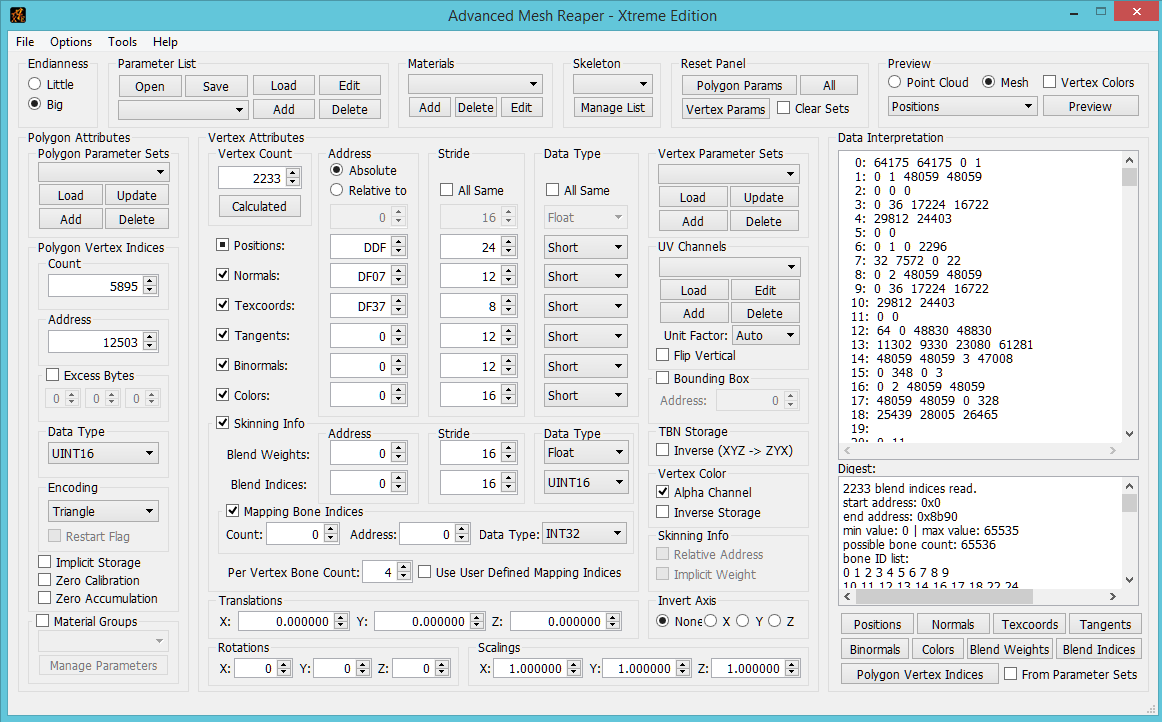 Advanced Mesh Reaper - Xtreme Edition
File Options Tools Help
Endianness
Little
Big
Parameter List
Open Save Load Edit
Add Delete
Materials
Add Delete Edit
Skeleton
Manage List
Reset Panel
Polygon Params All
Vertex Params Clear Sets
Preview
Point Cloud Mesh Vertex Colors
Positions Preview
Polygon Attributes
Polygon Parameter Sets
Load Update
Add Delete
Polygon Vertex Indices
Count
5895
Address
12503
Excess Bytes
0 0 0
Data Type
UINT16
Encoding
Triangle
Restart Flag
Implicit Storage
Zero Calibration
Zero Accumulation
Material Groups
Manage Parameters
Vertex Attributes
Vertex Count
2233
Calculated
Address
Absolute
Relative to
0
Stride
All Same
16
Data Type
All Same
Float
Positions: DDF 24 Short
Normals: DF07 12 Short
Texcoords: DF37 8 Short
Tangents: 0 12 Short
Binormals: 0 12 Short
Colors: 0 16 Short
Skinning Info
Address Stride Data Type
Blend Weights: 0 16 Float
Blend Indices: 0 16 UINT16
Mapping Bone Indices
Count: 0 Address: 0 Data Type: INT32
Per Vertex Bone Count: 4 Use User Defined Mapping Indices
Translations
X: 0.000000 Y: 0.000000 Z: 0.000000
Rotations
X: 0 Y: 0 Z: 0
Scalings
X: 1.000000 Y: 1.000000 Z: 1.000000
Vertex Parameter Sets
Load Update
Add Delete
UV Channels
Load Edit
Add Delete
Unit Factor: Auto
Flip Vertical
Bounding Box
Address: 0
TBN Storage
Inverse (XYZ -> ZYX)
Vertex Color
Alpha Channel
Inverse Storage
Skinning Info
Relative Address
Implicit Weight
Invert Axis
None X Y Z
Data Interpretation
0: 64175 64175 0 1
1: 0 1 48059 48059
2: 0 0 0
3: 0 36 17224 16722
4: 29812 24403
5: 0 0
6: 0 1 0 2296
7: 32 7572 0 22
8: 0 2 48059 48059
9: 0 36 17224 16722
10: 29812 24403
11: 0 0
12: 64 0 48830 48830
13: 11302 9330 23080 61281
14: 48059 48059 3 47008
15: 0 348 0 3
16: 0 2 48059 48059
17: 48059 48059 0 328
18: 25439 28005 26465
19:
20: 0 11
Digest:
2233 blend indices read.
start address: 0x0
end address: 0x8b90
min value: 0 | max value: 65535
possible bone count: 65536
bone ID list:
0 1 2 3 4 5 6 7 8 9
10 11 12 13 14 15 16 17 18 22 24
Positions Normals Texcoords Tangents
Binormals Colors Blend Weights Blend Indices
Polygon Vertex Indices From Parameter Sets